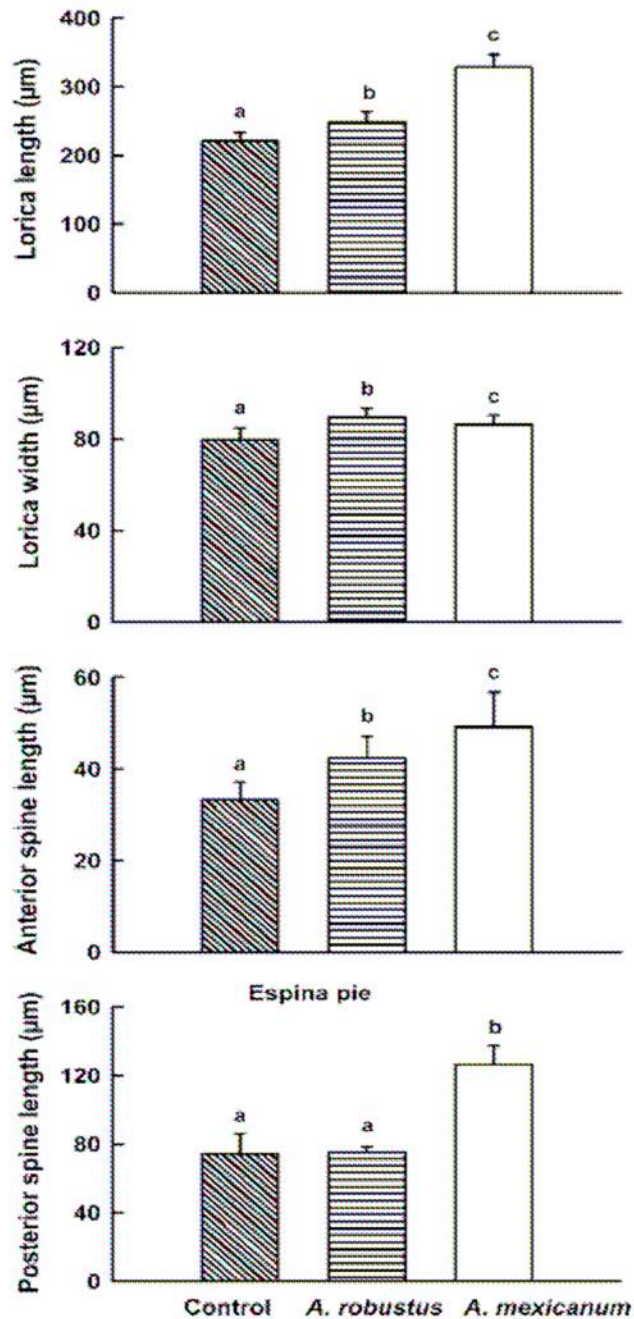 400
300
200
100
0
Lorica length (µm)
a
b
c
120
80
40
0
Lorica width (µm)
a
b
c
60
40
20
0
Anterior spine length (µm)
a
b
c
Espina pie
160
120
80
40
0
Posterior spine length (µm)
a
a
b
Control A. robustus A. mexicanum